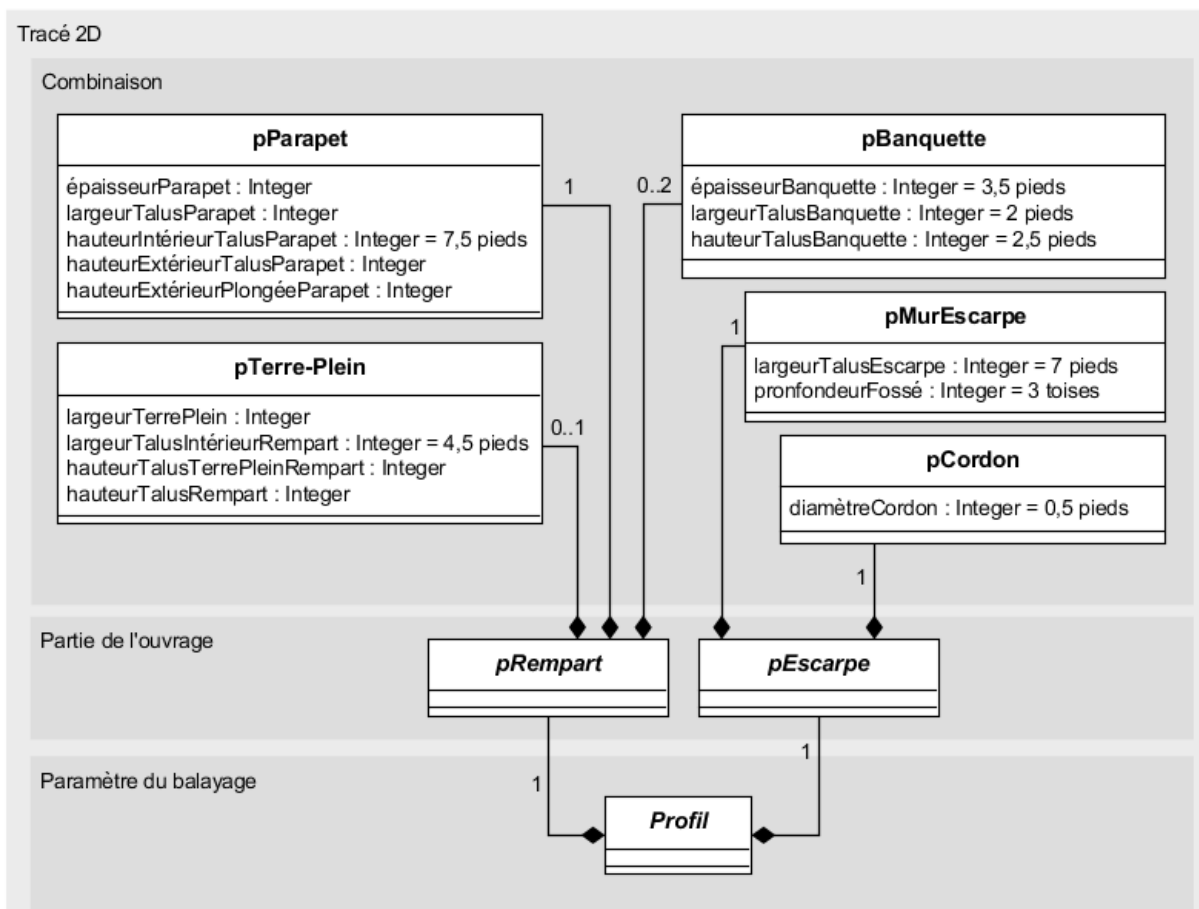 Tracé 2D
Combinaison
pParapet
épaisseurParapet : Integer
largeurTalusParapet : Integer
hauteurIntérieurTalusParapet : Integer = 7,5 pieds
hauteurExtérieurTalusParapet : Integer
hauteurExtérieurPlongéeParapet : Integer
1
0..2
pBanquette
épaisseurBanquette : Integer = 3,5 pieds
largeurTalusBanquette : Integer = 2 pieds
hauteurTalusBanquette : Integer = 2,5 pieds
1
pMurEscarpe
largeurTalusEscarpe : Integer = 7 pieds
pronfondeurFossé : Integer = 3 toises
pTerre-Plein
largeurTerrePlein : Integer
largeurTalusIntérieurRempart : Integer = 4,5 pieds
hauteurTalusTerrePleinRempart : Integer
hauteurTalusRempart : Integer
0..1
pCordon
diamètreCordon : Integer = 0,5 pieds
1
Partie de l'ouvrage
pRempart
pEscarpe
1
1
Paramètre du balayage
Profil